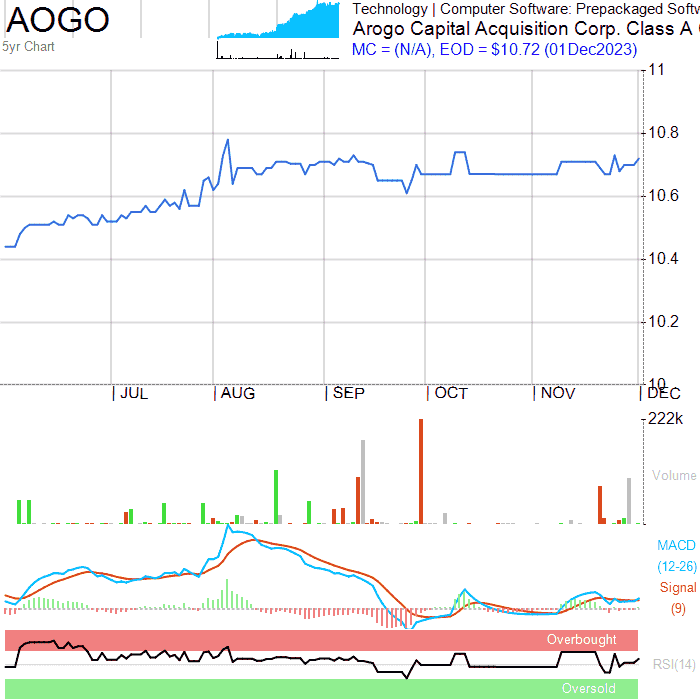 AOGO
5yr Chart
Technology | Computer Software: Prepackaged Softw
Arogo Capital Acquisition Corp. Class A
MC = (N/A), EOD = $10.72 (01Dec2023)
11
10.8
10.6
10.4
10.2
10
JUL
AUG
SEP
OCT
NOV
DEC
222k
Volume
MACD
(12-26)
Signal
(9)
Overbought
RSI(14)
Oversold